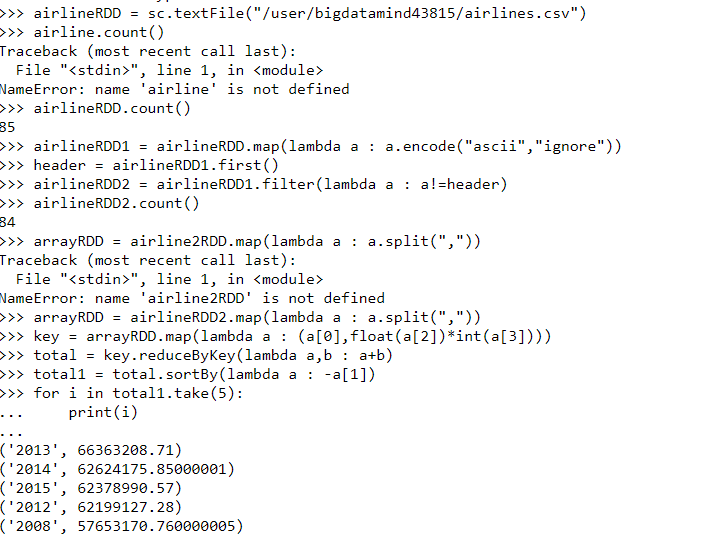 >>> airlineRDD = sc.textFile("/user/bigdatamind43815/airlines.csv")
>>> airline.count()
Traceback (most recent call last):
  File "<stdin>", line 1, in <module>
NameError: name 'airline' is not defined
>>> airlineRDD.count()
85
>>> airlineRDD1 = airlineRDD.map(lambda a : a.encode("ascii","ignore"))
>>> header = airlineRDD1.first()
>>> airlineRDD2 = airlineRDD1.filter(lambda a : a!=header)
>>> airlineRDD2.count()
84
>>> arrayRDD = airline2RDD.map(lambda a : a.split(","))
Traceback (most recent call last):
  File "<stdin>", line 1, in <module>
NameError: name 'airline2RDD' is not defined
>>> arrayRDD = airlineRDD2.map(lambda a : a.split(","))
>>> key = arrayRDD.map(lambda a : (a[0],float(a[2])*int(a[3])))
>>> total = key.reduceByKey(lambda a,b : a+b)
>>> total1 = total.sortBy(lambda a : -a[1])
>>> for i in total1.take(5):
...     print(i)
...
('2013', 66363208.71)
('2014', 62624175.85000001)
('2015', 62378990.57)
('2012', 62199127.28)
('2008', 57653170.760000005)